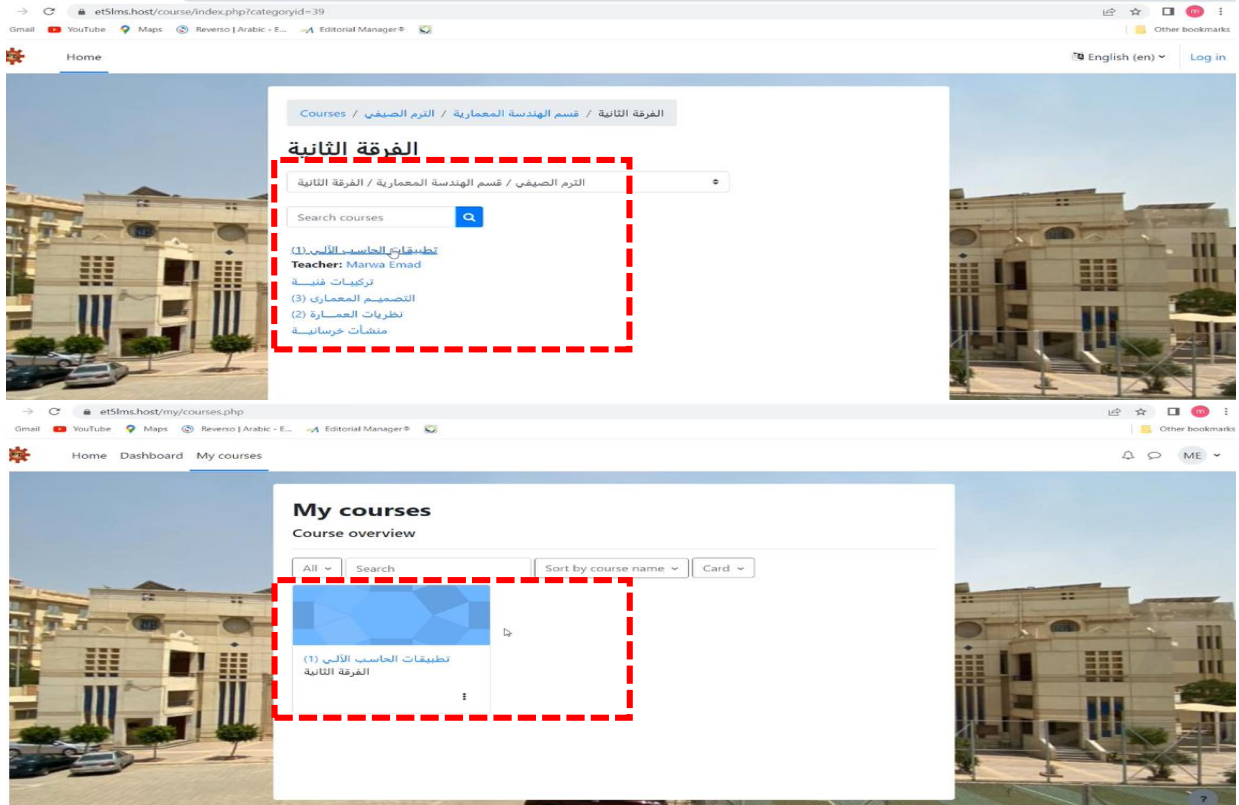 et5lms.host/course/index.php?categoryid=39
Gmail YouTube Maps Reverso | Arabic - E... Editorial Manager® Other bookmarks
Home English (en) Log in
Courses / الترم الصيفي / قسم الهندسة المعمارية / الفرقة الثانية
الفرقة الثانية
الترم الصيفي / قسم الهندسة المعمارية / الفرقة الثانية
Search courses
تطبيقات الحاسب الآلي (1)
Teacher: Marwa Emad
تركيبات فنيـــة
التصميـم المعمارى (3)
نظريات العمـــارة (2)
منشأت خرسانيـــة
et5lms.host/my/courses.php
Gmail YouTube Maps Reverso | Arabic - E... Editorial Manager® Other bookmarks
Home Dashboard My courses ME
My courses
Course overview
All Search Sort by course name Card
تطبيقات الحاسب الآلي (1)
الفرقة الثانية